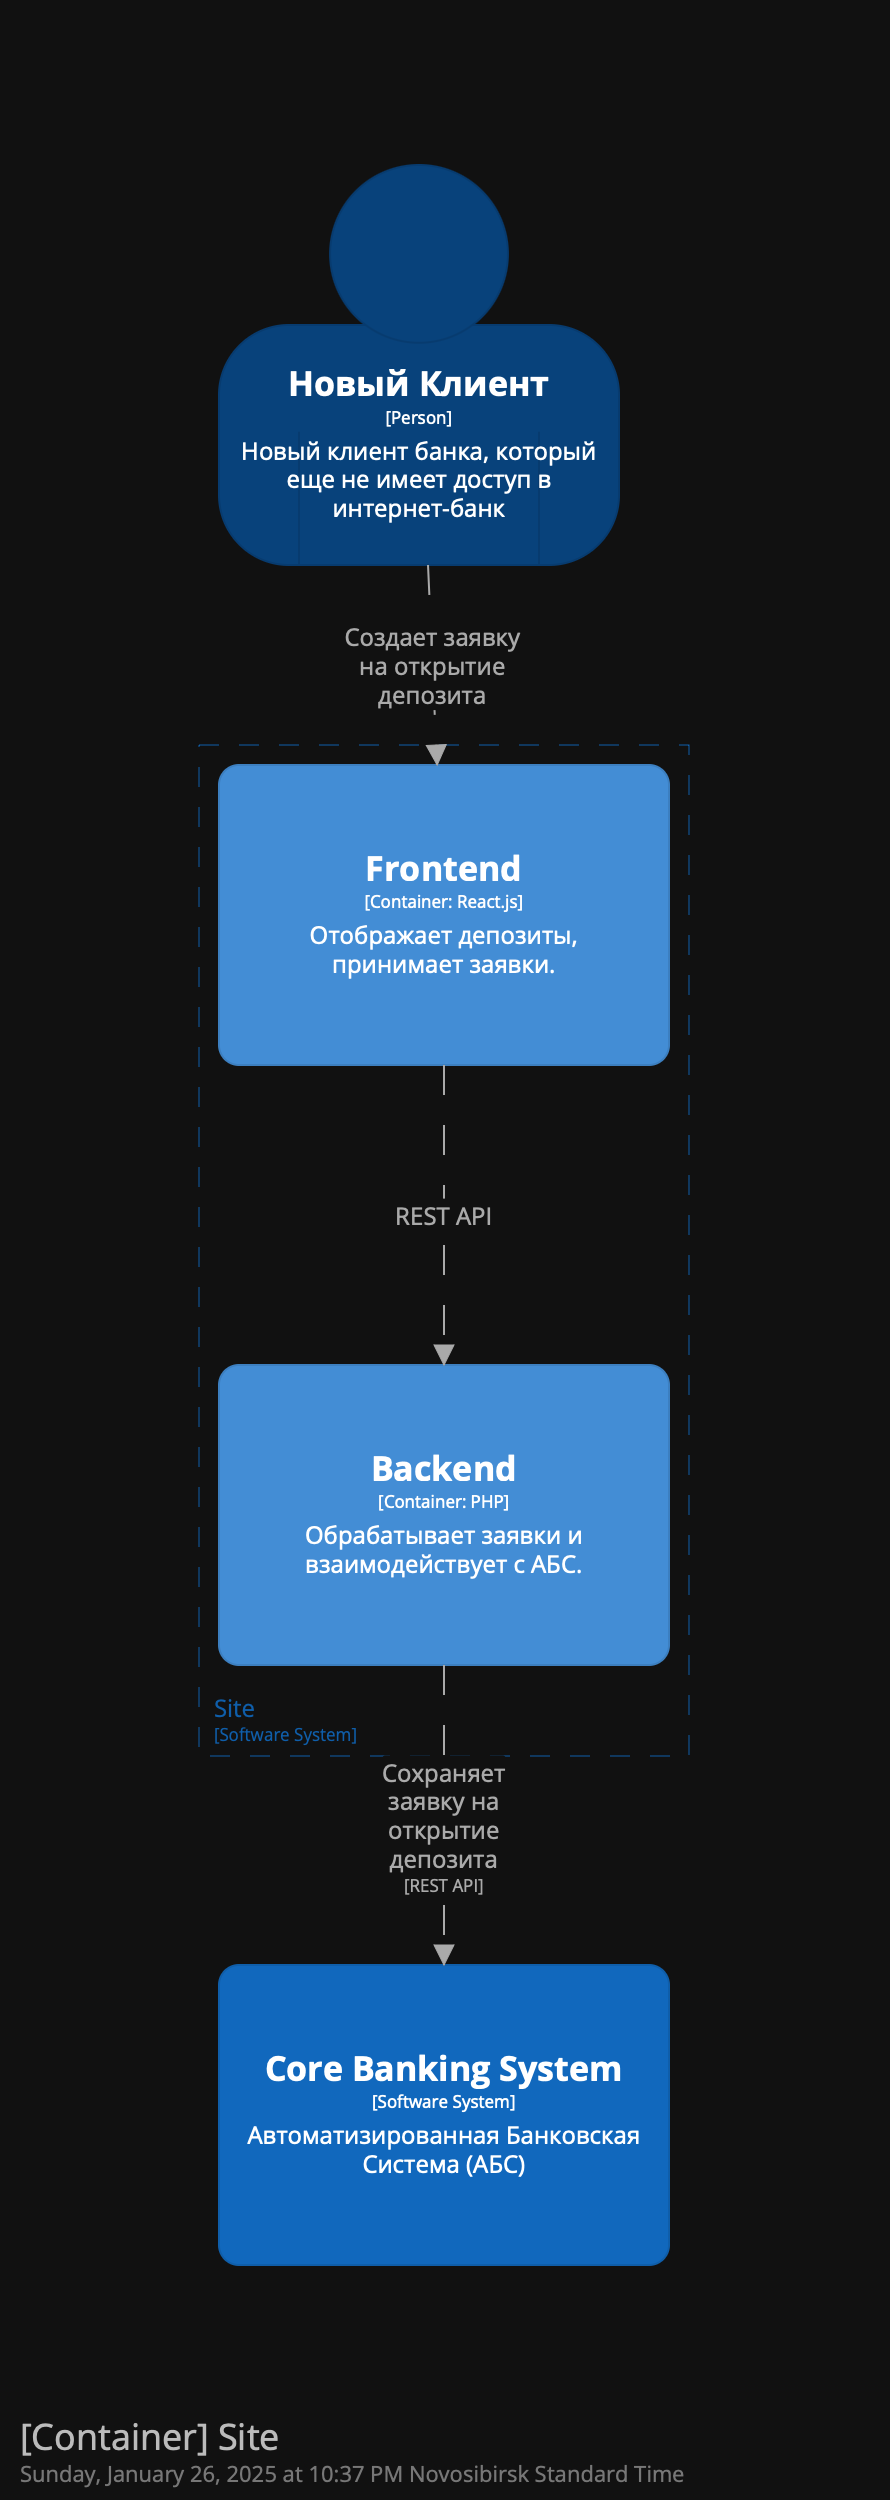 Новый Клиент
[Person]
Новый клиент банка, который
еще не имеет доступ в
интернет-банк
Создает заявку
на открытие
депозита
Frontend
[Container: React.js]
Отображает депозиты,
принимает заявки.
REST API
Backend
[Container: PHP]
Обрабатывает заявки и
взаимодействует с АБС.
Site
[Software System]
Сохраняет
заявку на
открытие
депозита
[REST API]
Core Banking System
[Software System]
Автоматизированная Банковская
Система (АБС)
[Container] Site
Sunday, January 26, 2025 at 10:37 PM Novosibirsk Standard Time